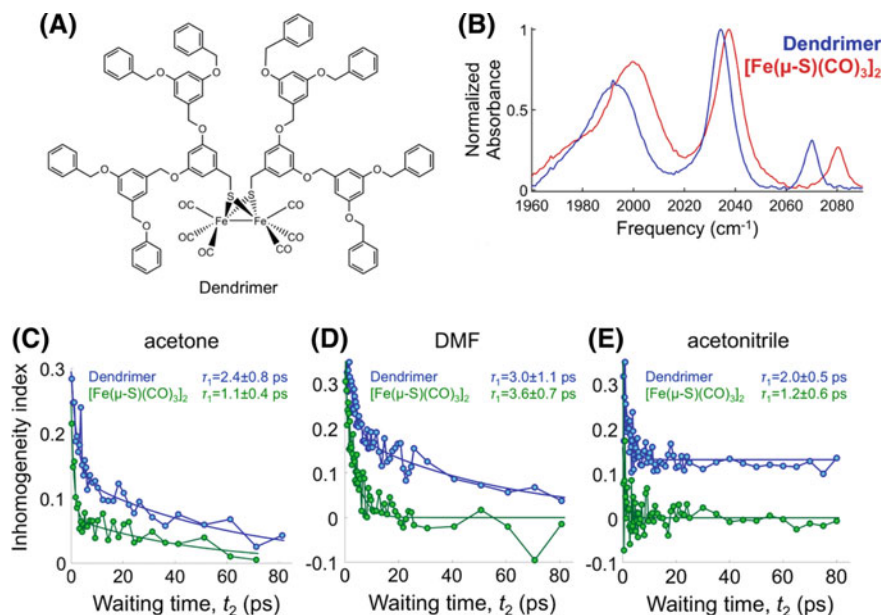 (A)
O O O O
O O
O O O O
O O
S S
OC Fe Fe CO
OC CO
OC CO
Dendrimer
(B)
Dendrimer
[Fe(μ-S)(CO)₃]₂
Normalized
Absorbance
1
0.5
0
1960 1980 2000 2020 2040 2060 2080
Frequency (cm⁻¹)
(C) acetone
Inhomogeneity index
0.3
0.2
0.1
0
Dendrimer r₁=2.4±0.8 ps
[Fe(μ-S)(CO)₃]₂ r₁=1.1±0.4 ps
0 20 40 60 80
Waiting time, t₂ (ps)
(D) DMF
0.3
0.2
0.1
0
-0.1
Dendrimer r₁=3.0±1.1 ps
[Fe(μ-S)(CO)₃]₂ r₁=3.6±0.7 ps
0 20 40 60 80
Waiting time, t₂ (ps)
(E) acetonitrile
0.3
0.2
0.1
0
-0.1
Dendrimer r₁=2.0±0.5 ps
[Fe(μ-S)(CO)₃]₂ r₁=1.2±0.6 ps
0 20 40 60 80
Waiting time, t₂ (ps)